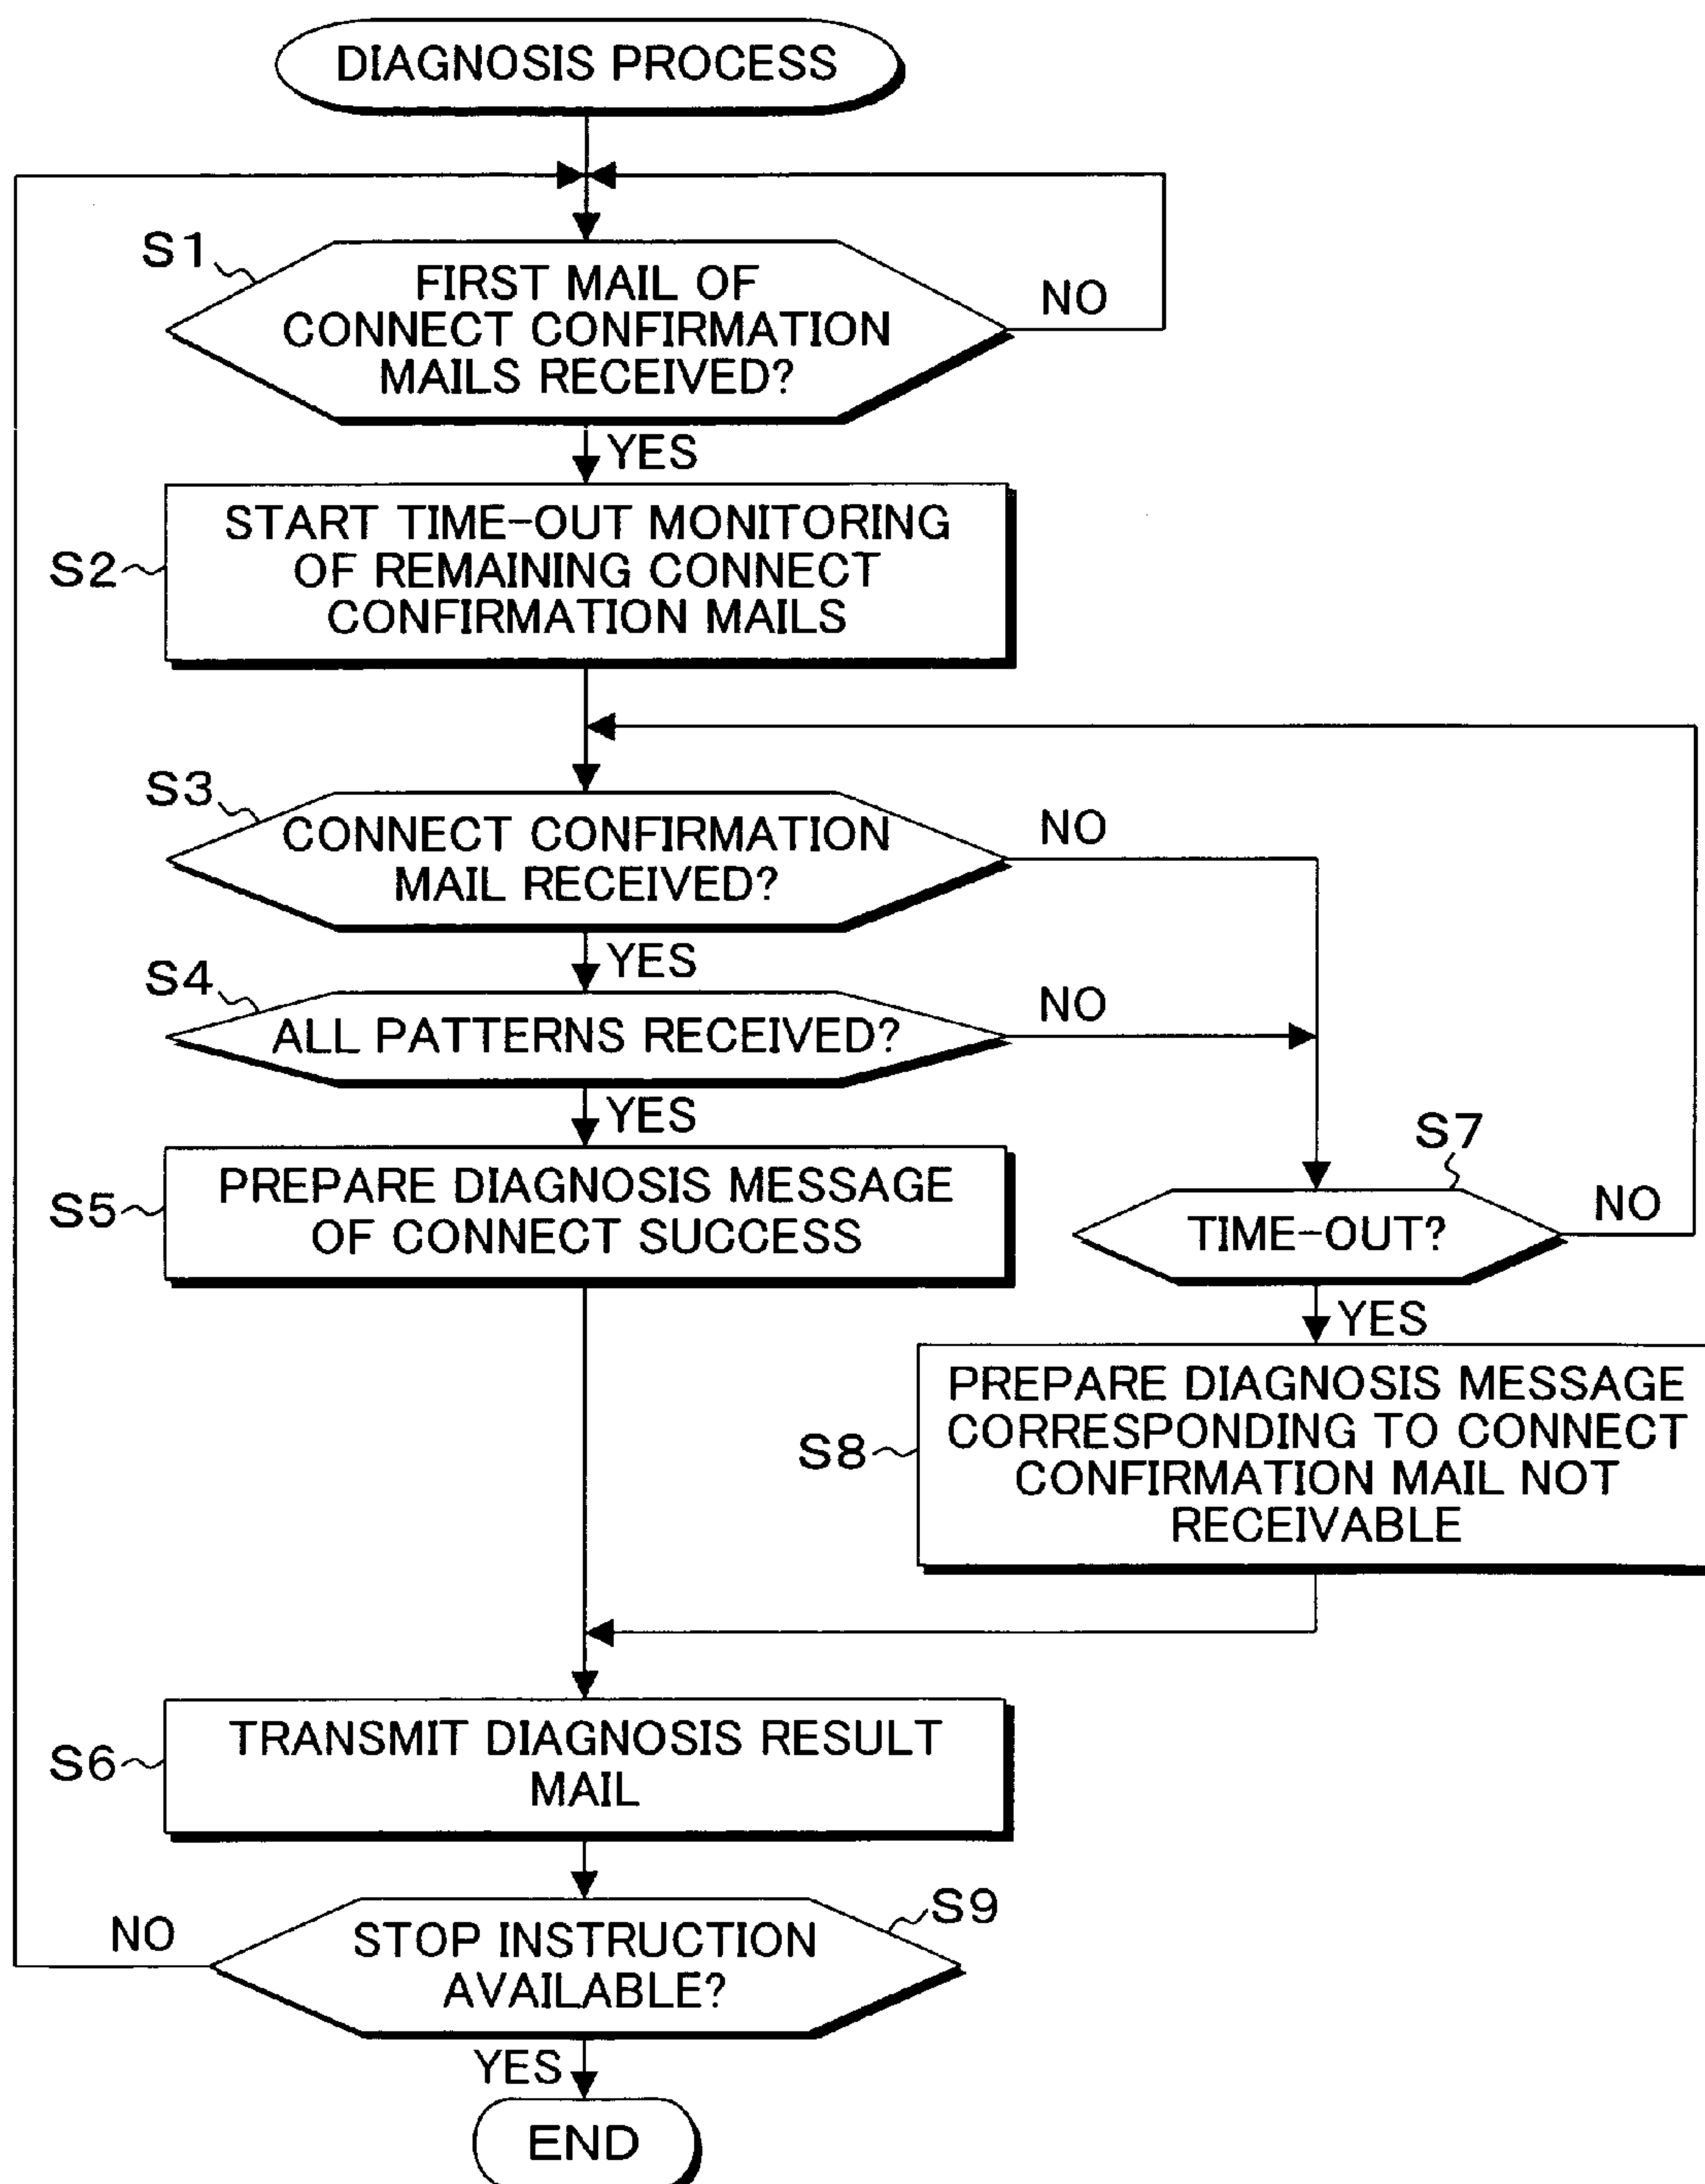 DIAGNOSIS PROCESS
S1
FIRST MAIL OF
CONNECT CONFIRMATION
MAILS RECEIVED?
NO
YES
S2
START TIME-OUT MONITORING
OF REMAINING CONNECT
CONFIRMATION MAILS
S3
CONNECT CONFIRMATION
MAIL RECEIVED?
NO
YES
S4
ALL PATTERNS RECEIVED?
NO
YES
S5
PREPARE DIAGNOSIS MESSAGE
OF CONNECT SUCCESS
S7
TIME-OUT?
NO
YES
S8
PREPARE DIAGNOSIS MESSAGE
CORRESPONDING TO CONNECT
CONFIRMATION MAIL NOT
RECEIVABLE
S6
TRANSMIT DIAGNOSIS RESULT
MAIL
S9
STOP INSTRUCTION
AVAILABLE?
NO
YES
END